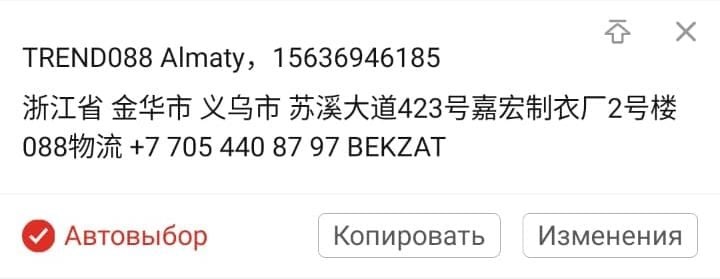 TREND088 Almaty，15636946185
浙江省 金华市 义乌市 苏溪大道423号嘉宏制衣厂2号楼
088物流 +7 705 440 87 97 BEKZAT
Автовыбор
Копировать
Изменения